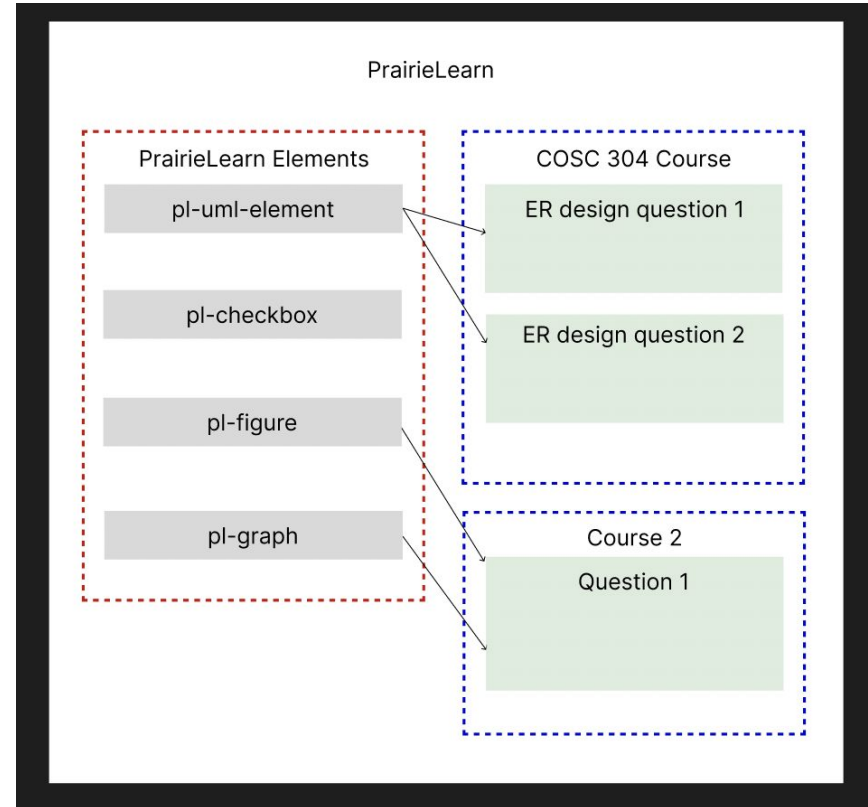 PrairieLearn
PrairieLearn Elements
pl-uml-element
pl-checkbox
pl-figure
pl-graph
COSC 304 Course
ER design question 1
ER design question 2
Course 2
Question 1